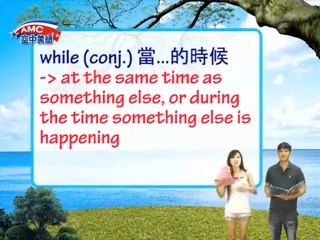 AMC
空中美語
while (conj.) 當...的時候
-> at the same time as
something else, or during
the time something else is
happening